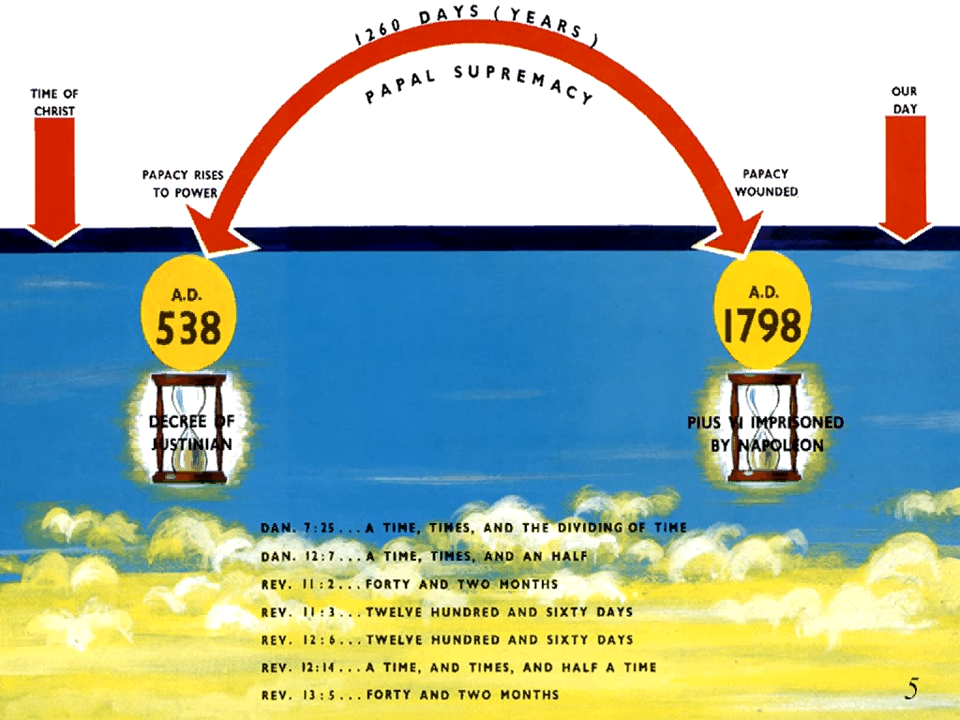 1260 DAYS (YEARS)
PAPAL SUPREMACY
TIME OF
CHRIST
OUR
DAY
PAPACY RISES
TO POWER
PAPACY
WOUNDED
A.D.
538
A.D.
1798
DECREE OF
JUSTINIAN
PIUS VI IMPRISONED
BY NAPOLEON
DAN. 7:25...A TIME, TIMES, AND THE DIVIDING OF TIME
DAN. 12:7...A TIME, TIMES, AND AN HALF
REV. 11:2...FORTY AND TWO MONTHS
REV. 11:3...TWELVE HUNDRED AND SIXTY DAYS
REV. 12:6...TWELVE HUNDRED AND SIXTY DAYS
REV. 12:14...A TIME, AND TIMES, AND HALF A TIME
REV. 13:5...FORTY AND TWO MONTHS
5